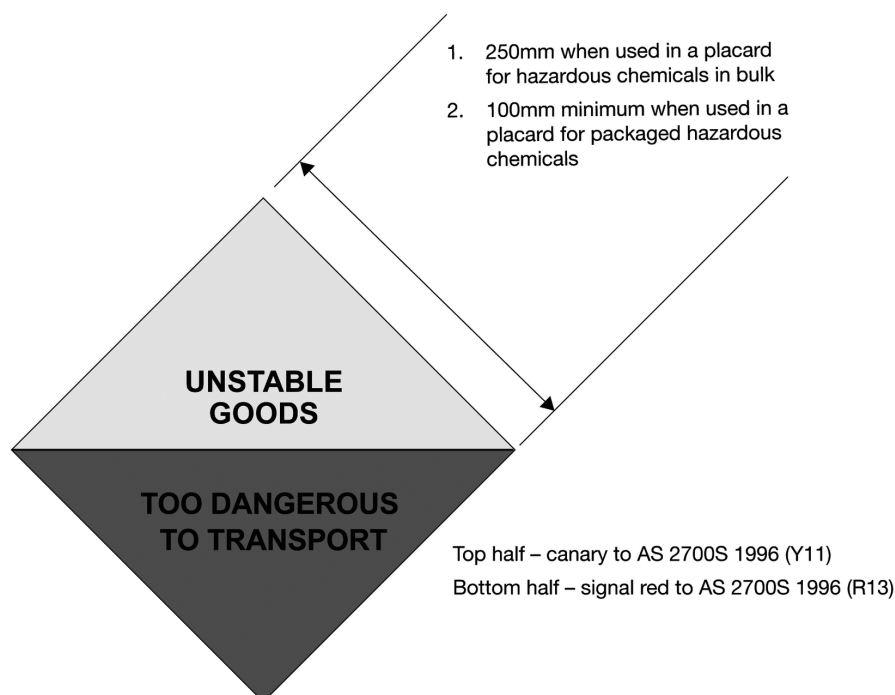 1. 250mm when used in a placard
for hazardous chemicals in bulk
2. 100mm minimum when used in a
placard for packaged hazardous
chemicals
UNSTABLE
GOODS
TOO DANGEROUS
TO TRANSPORT
Top half – canary to AS 2700S 1996 (Y11)
Bottom half – signal red to AS 2700S 1996 (R13)